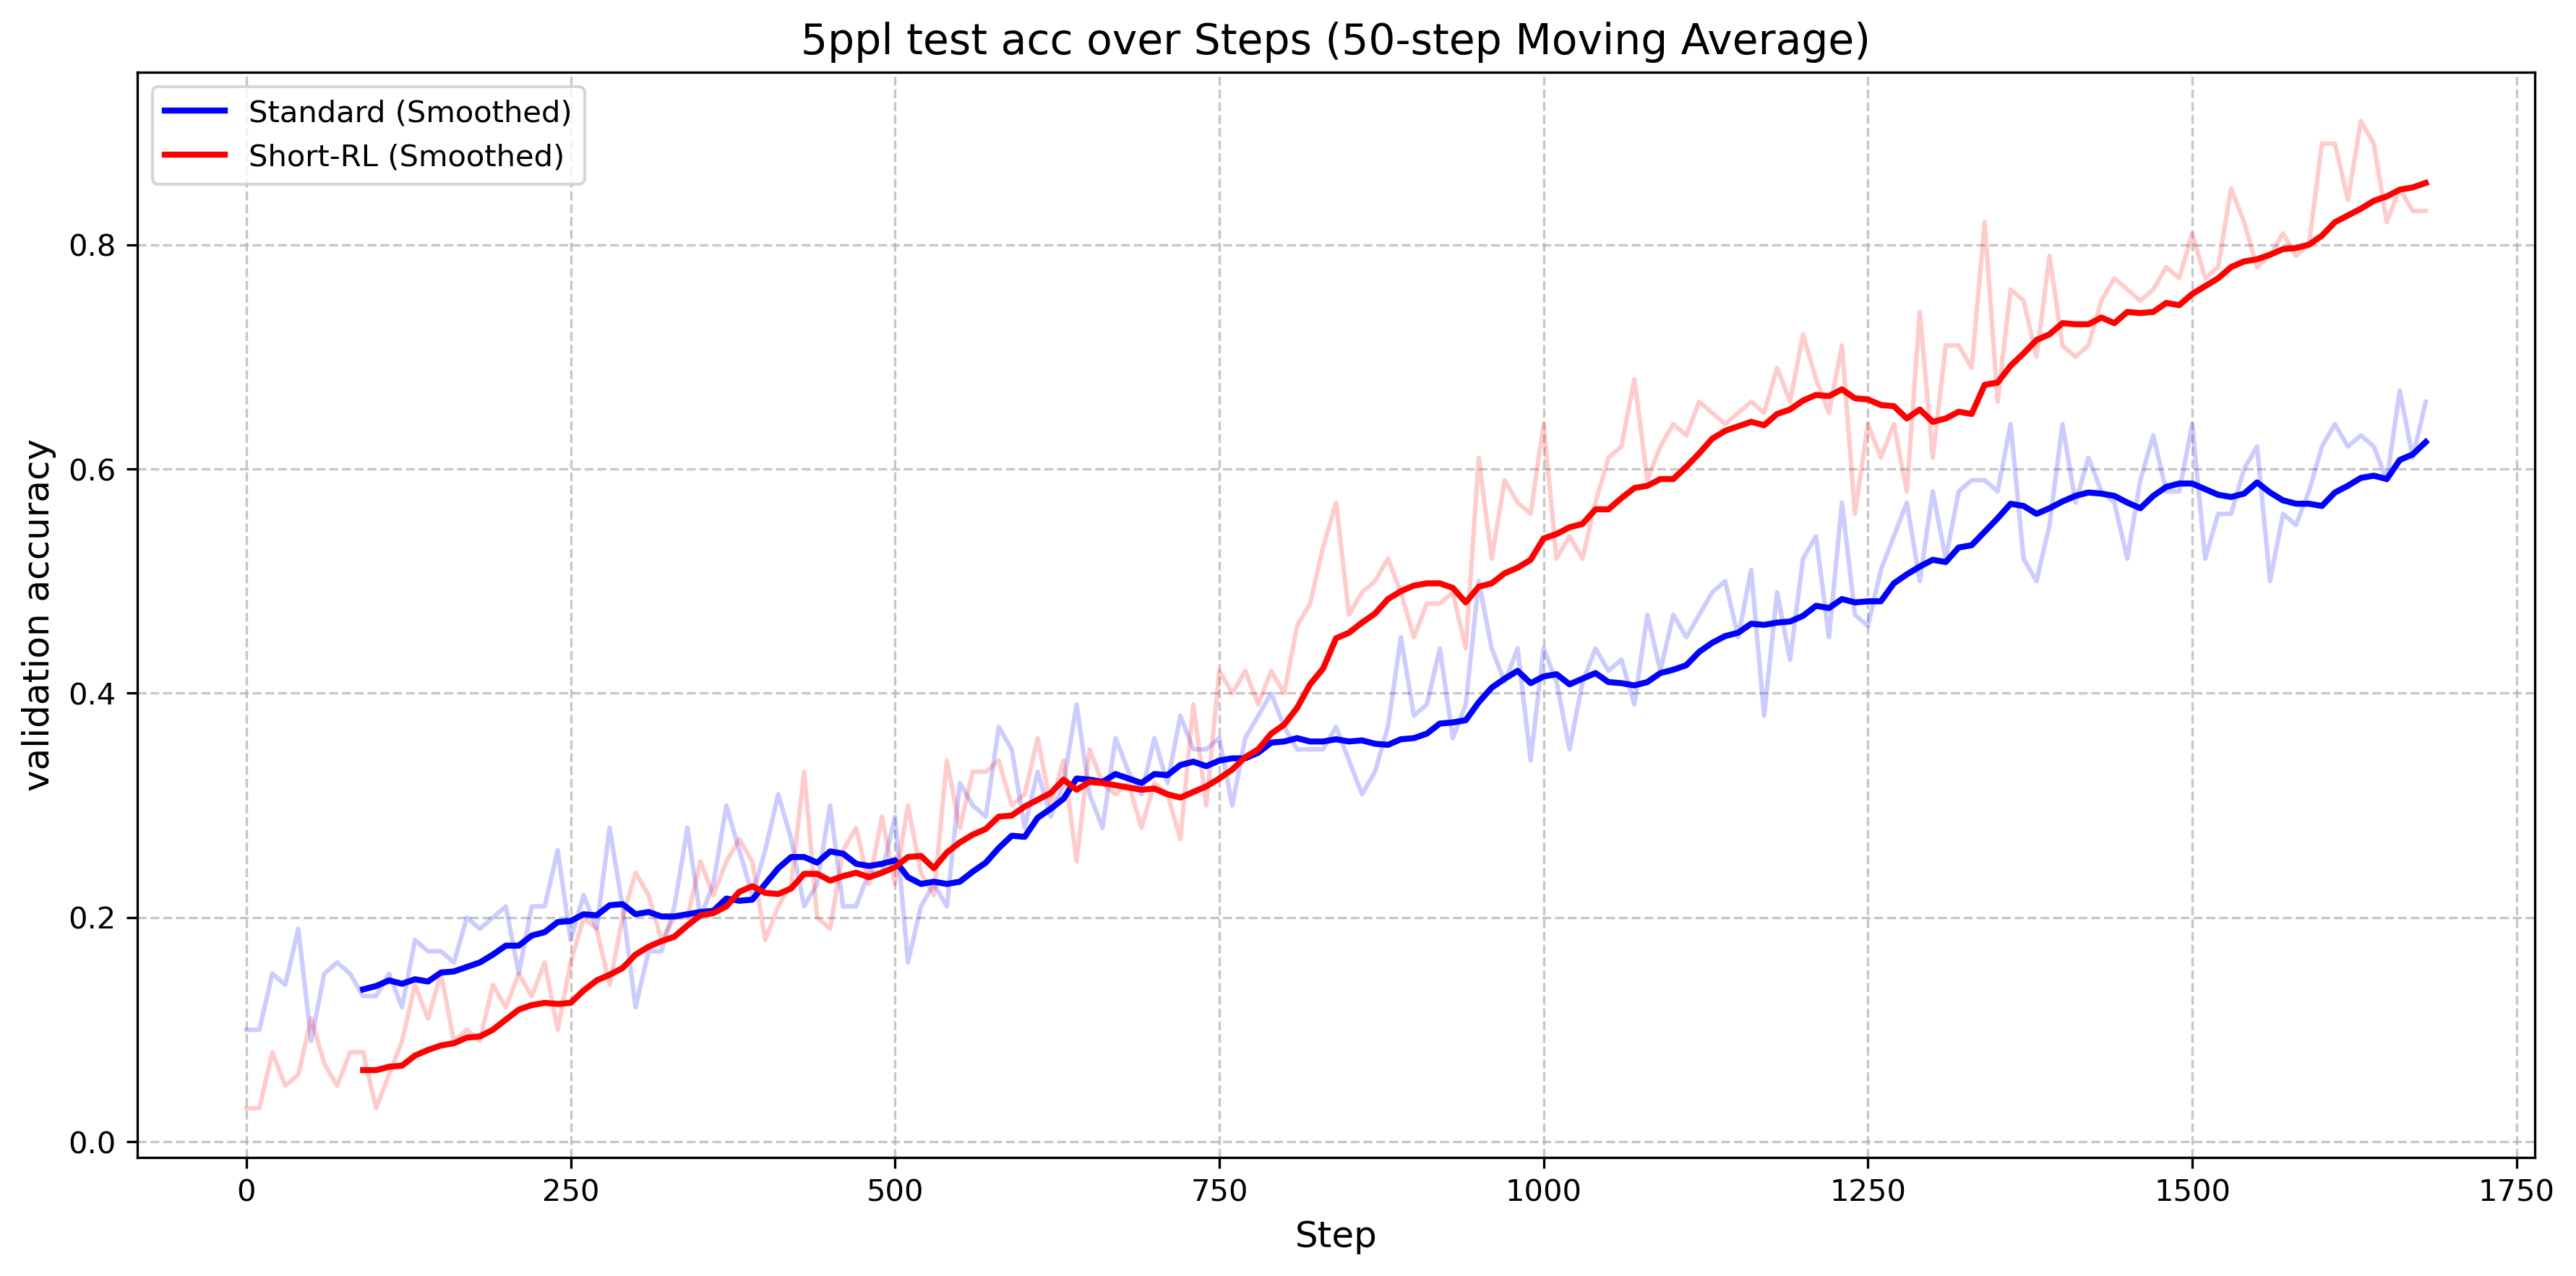 5ppl test acc over Steps (50-step Moving Average)
Standard (Smoothed)
Short-RL (Smoothed)
validation accuracy
0.8
0.6
0.4
0.2
0.0
0 250 500 750 1000 1250 1500 1750
Step